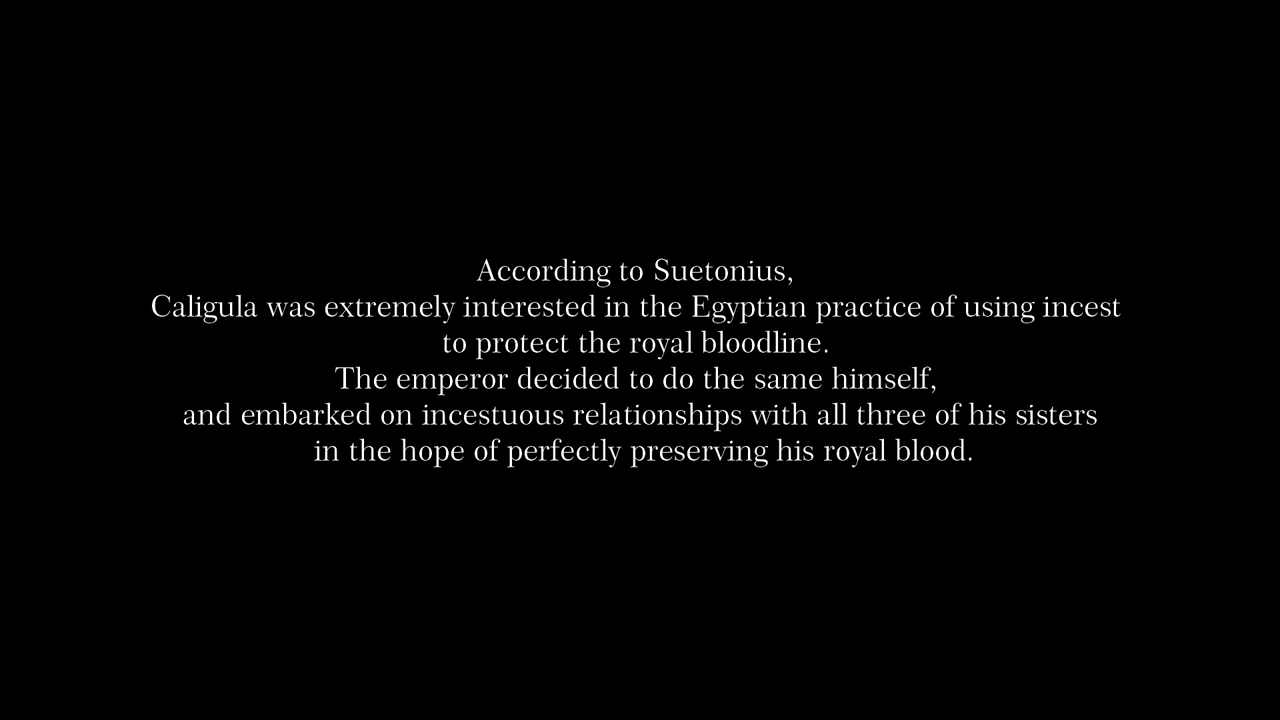 According to Suetonius,
Caligula was extremely interested in the Egyptian practice of using incest
to protect the royal bloodline.
The emperor decided to do the same himself,
and embarked on incestuous relationships with all three of his sisters
in the hope of perfectly preserving his royal blood.